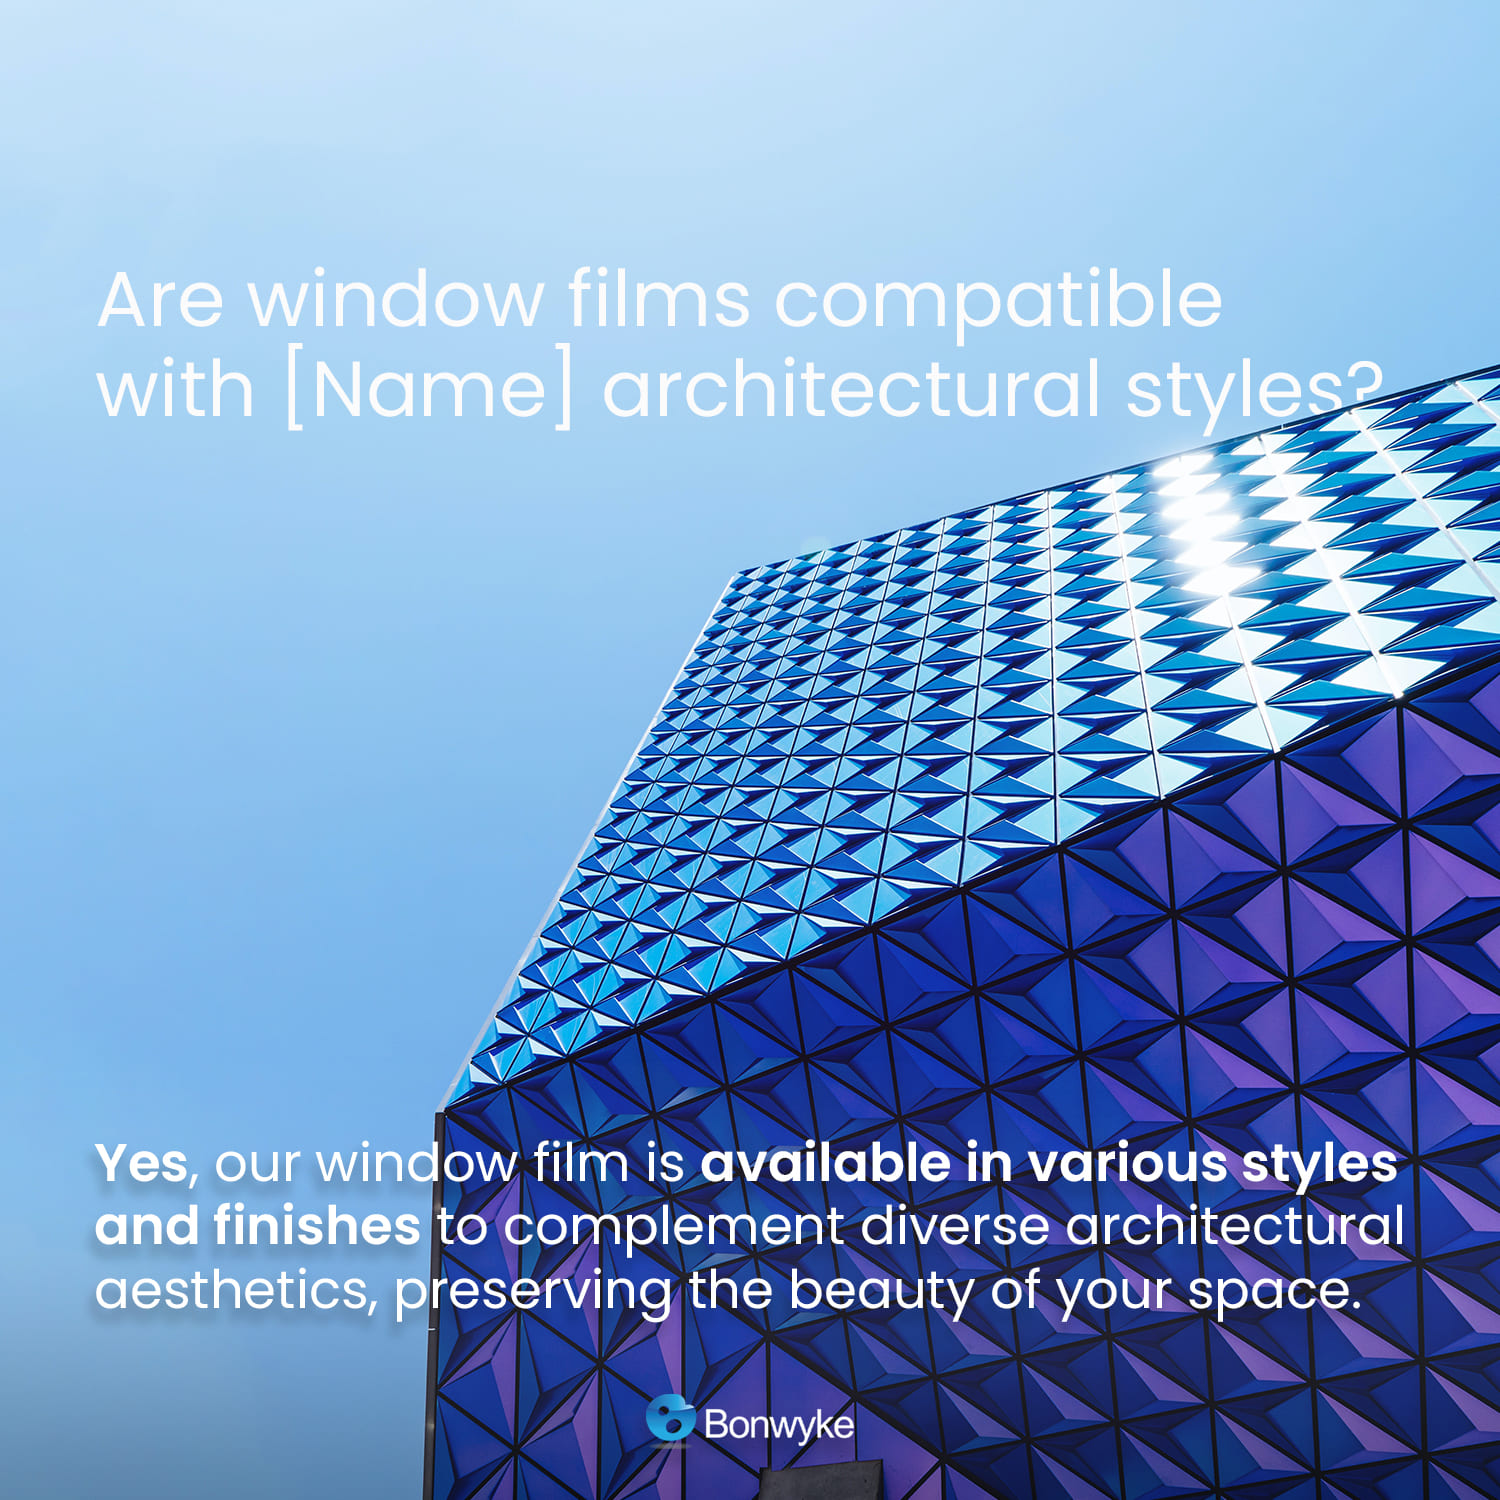 Are window films compatible
with [Name] architectural styles?
Yes, our window film is available in various styles
and finishes to complement diverse architectural
aesthetics, preserving the beauty of your space.
Bonwyke